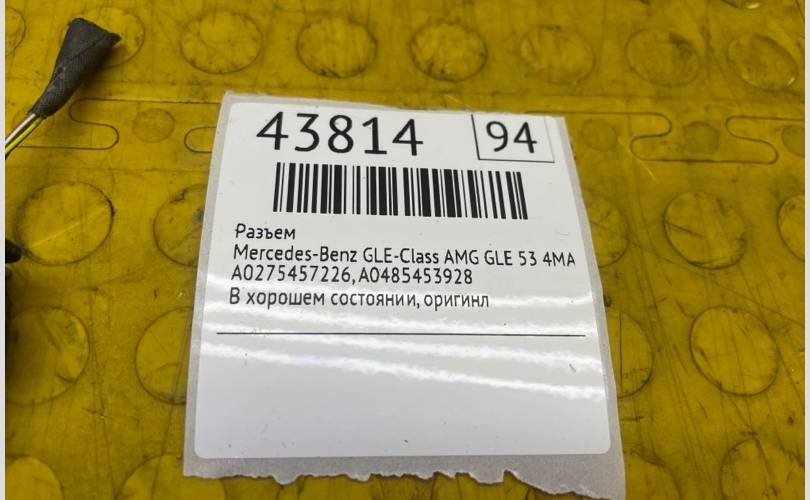 43814 94
Разъем
Mercedes-Benz GLE-Class AMG GLE 53 4MA
A0275457226,A0485453928
В хорошем состоянии, оригинл